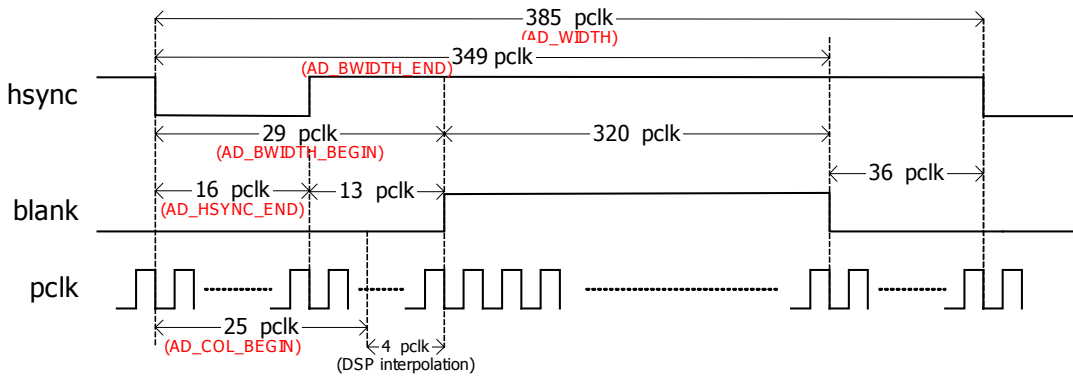 385 pclk
(AD_WIDTH)
349 pclk
(AD_BWIDTH_END)
hsync
29 pclk
320 pclk
(AD_BWIDTH_BEGIN)
16 pclk
13 pclk
36 pclk
(AD_HSYNC_END)
blank
pclk
25 pclk
(AD_COL_BEGIN)
4 pclk
(DSP interpolation)